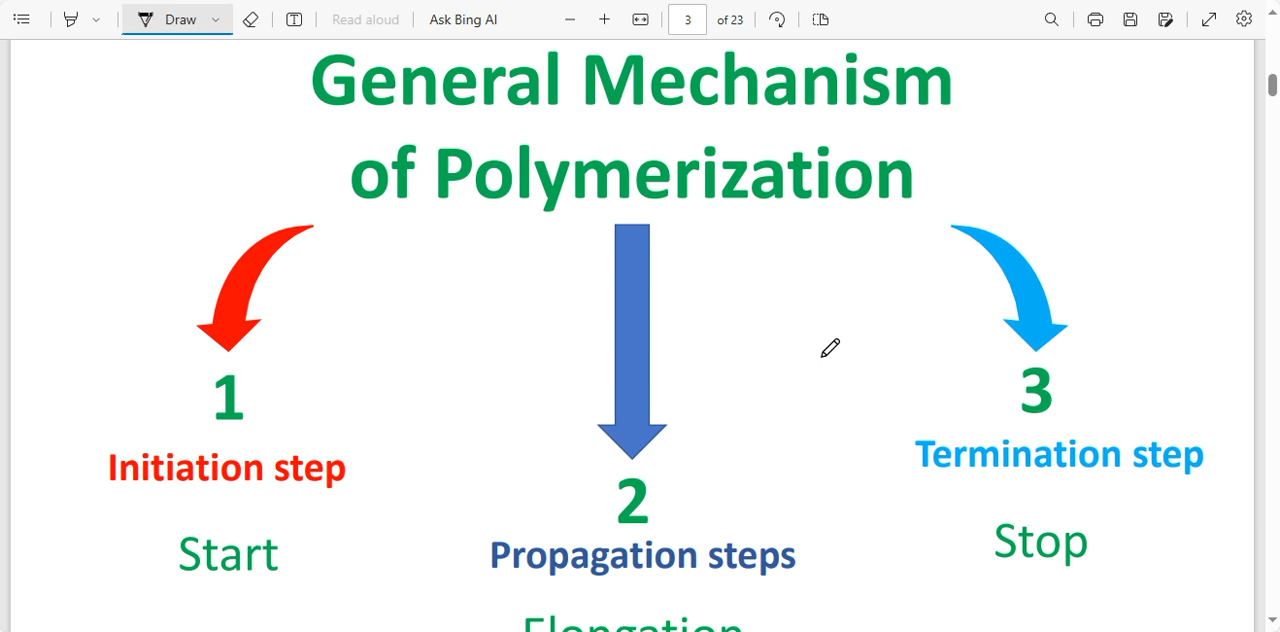 Draw
Read aloud
Ask Bing AI
3
of 23
General Mechanism
of Polymerization
1
Initiation step
Start
2
Propagation steps
Elongation
3
Termination step
Stop